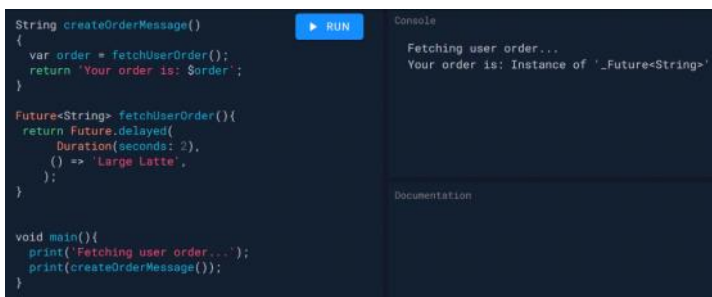 String createOrderMessage()
{
  var order = fetchUserOrder();
  return 'Your order is: $order';
}
Future<String> fetchUserOrder(){
 return Future.delayed(
      Duration(seconds: 2),
     () => 'Large Latte',
    );
}
void main(){
  print('Fetching user order...');
  print(createOrderMessage());
}
RUN
Console
Fetching user order...
Your order is: Instance of '_Future<String>'
Documentation